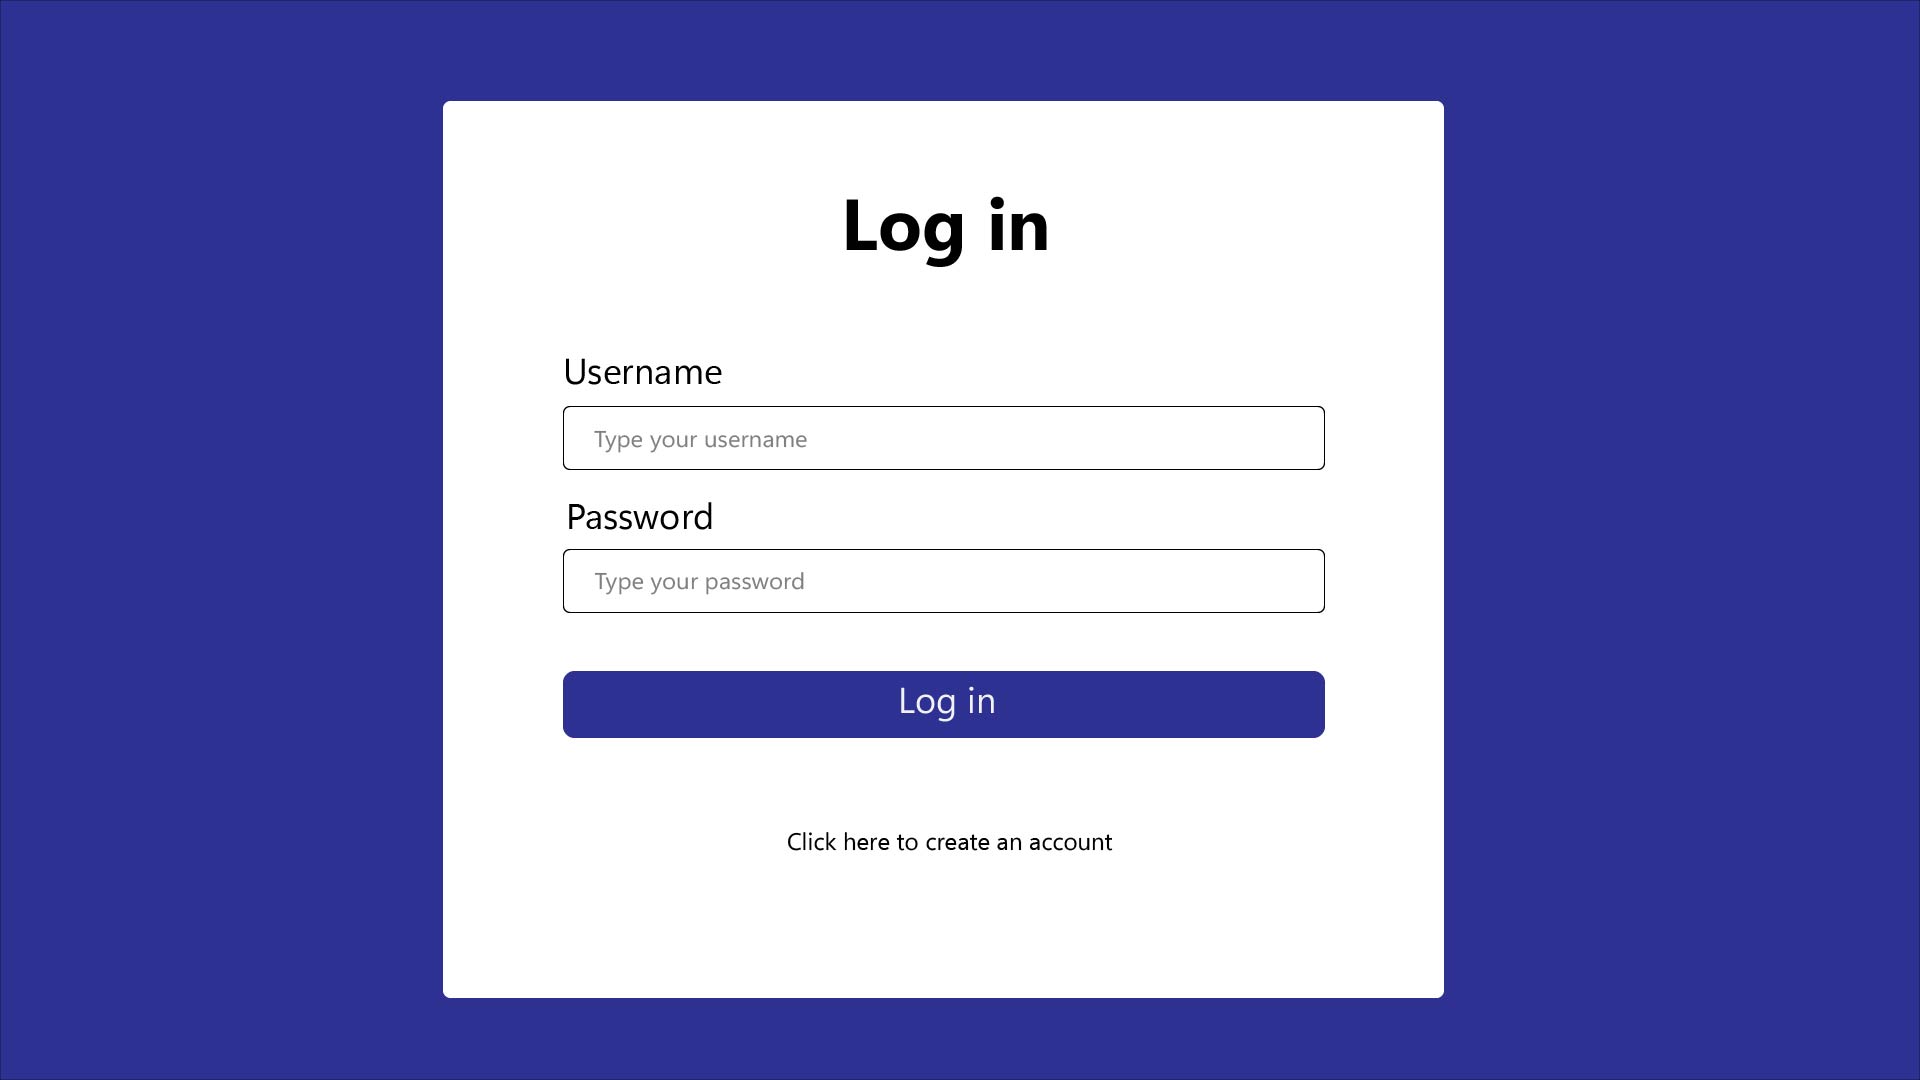 Log in
Username
Type your username
Password
Type your password
Log in
Click here to create an account